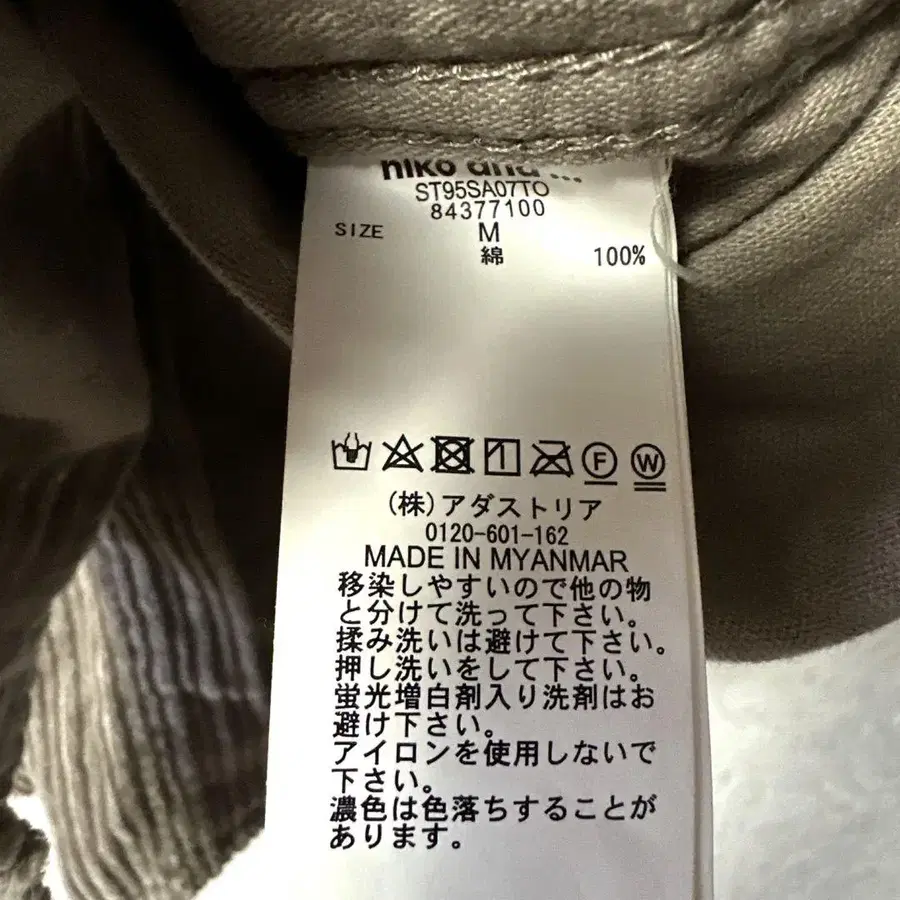 niko and ...
ST95SA07TO
84377100
SIZE M
綿 100%
F W
(株)アダストリア
0120-601-162
MADE IN MYANMAR
移染しやすいので他の物
と分けて洗って下さい。
揉み洗いは避けて下さい。
押し洗いをして下さい。
蛍光増白剤入り洗剤はお
避け下さい。
アイロンを使用しないで
下さい。
濃色は色落ちすることが
あります。